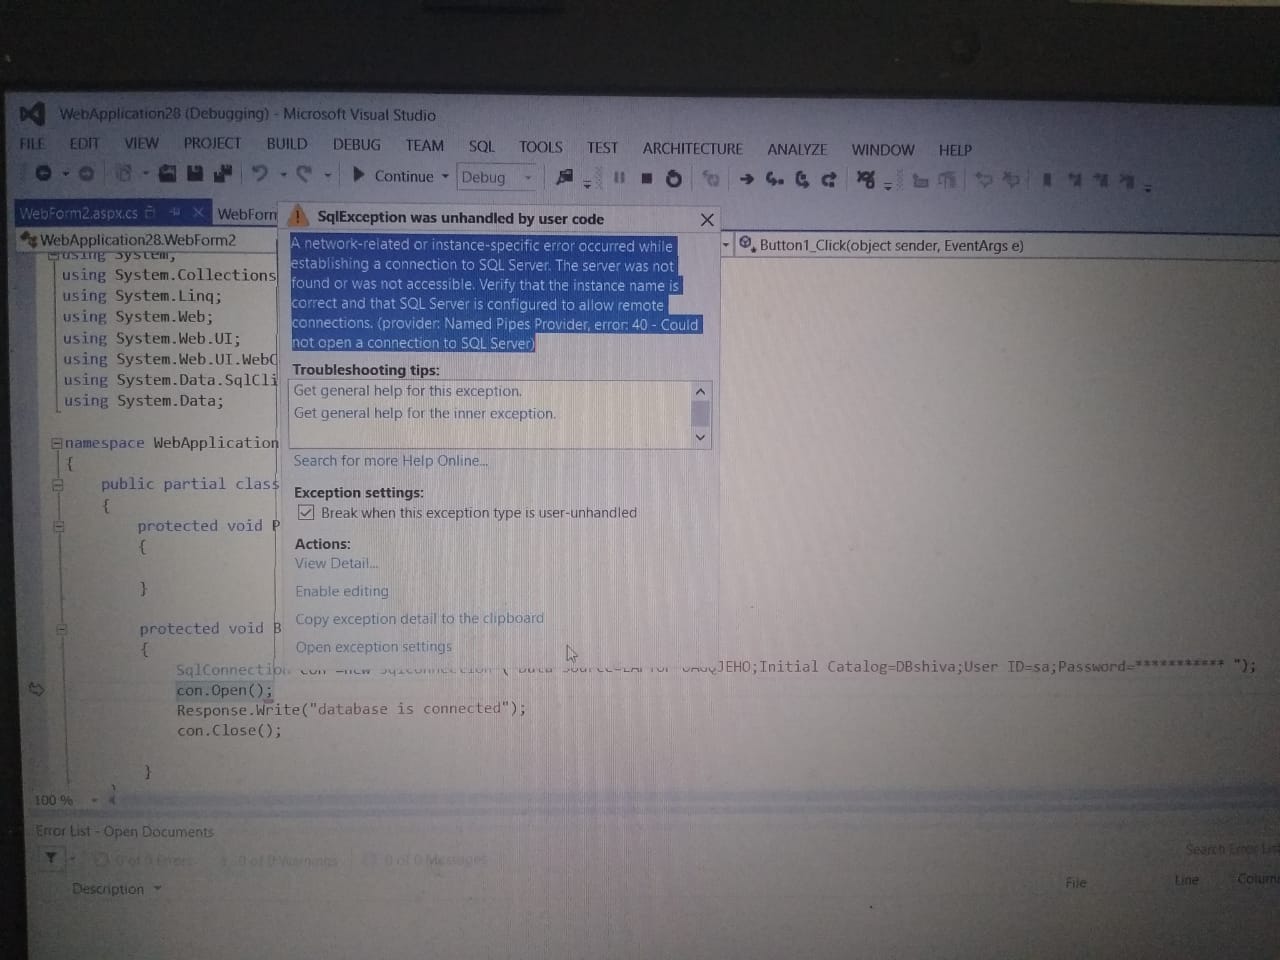 WebApplication28 (Debugging) - Microsoft Visual Studio
FILE EDIT VIEW PROJECT BUILD DEBUG TEAM SQL TOOLS TEST ARCHITECTURE ANALYZE WINDOW HELP
Continue Debug
WebForm2.aspx.cs WebForm
SqlException was unhandled by user code
WebApplication28.WebForm2
Button1_Click(object sender, EventArgs e)
A network-related or instance-specific error occurred while
establishing a connection to SQL Server. The server was not
found or was not accessible. Verify that the instance name is
correct and that SQL Server is configured to allow remote
connections. (provider: Named Pipes Provider, error: 40 - Could
not open a connection to SQL Server)
Troubleshooting tips:
Get general help for this exception.
Get general help for the inner exception.
Search for more Help Online...
Exception settings:
Break when this exception type is user-unhandled
Actions:
View Detail...
Enable editing
Copy exception detail to the clipboard
Open exception settings
using System;
using System.Collections
using System.Linq;
using System.Web;
using System.Web.UI;
using System.Web.UI.WebC
using System.Data.SqlCli
using System.Data;
namespace WebApplication
{
public partial class
{
protected void P
{
}
protected void B
{
JEHO;Initial Catalog=DBshiva;User ID=sa;Password=*********** ");
con.Open();
Response.Write("database is connected");
con.Close();
}
}
100 %
Error List - Open Documents
0 of 0 Errors 0 of 0 Warnings 0 of 0 Messages
Search Error List
Description File Line Colum